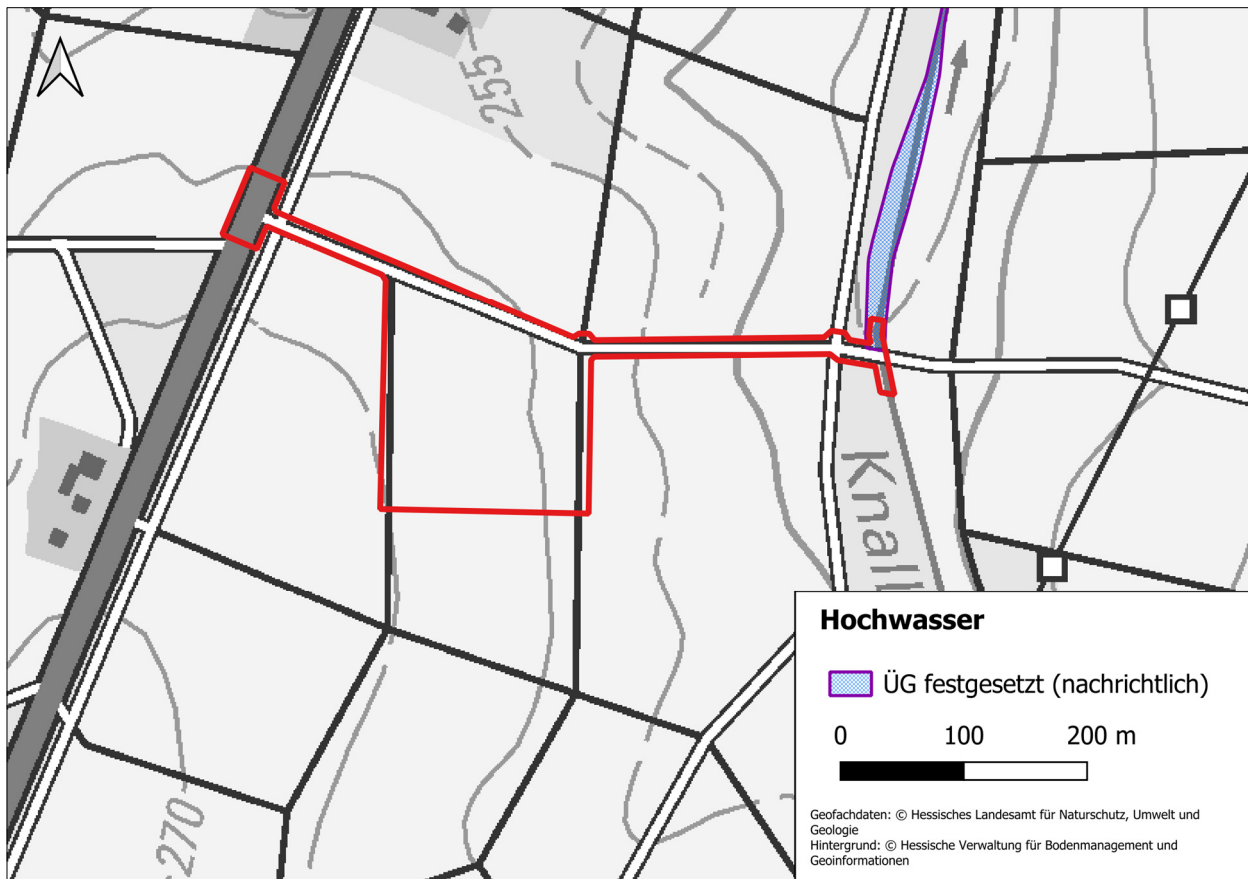 255
Knall
270
Hochwasser
ÜG festgesetzt (nachrichtlich)
0 100 200 m
Geofachdaten: © Hessisches Landesamt für Naturschutz, Umwelt und
Geologie
Hintergrund: © Hessische Verwaltung für Bodenmanagement und
Geoinformationen